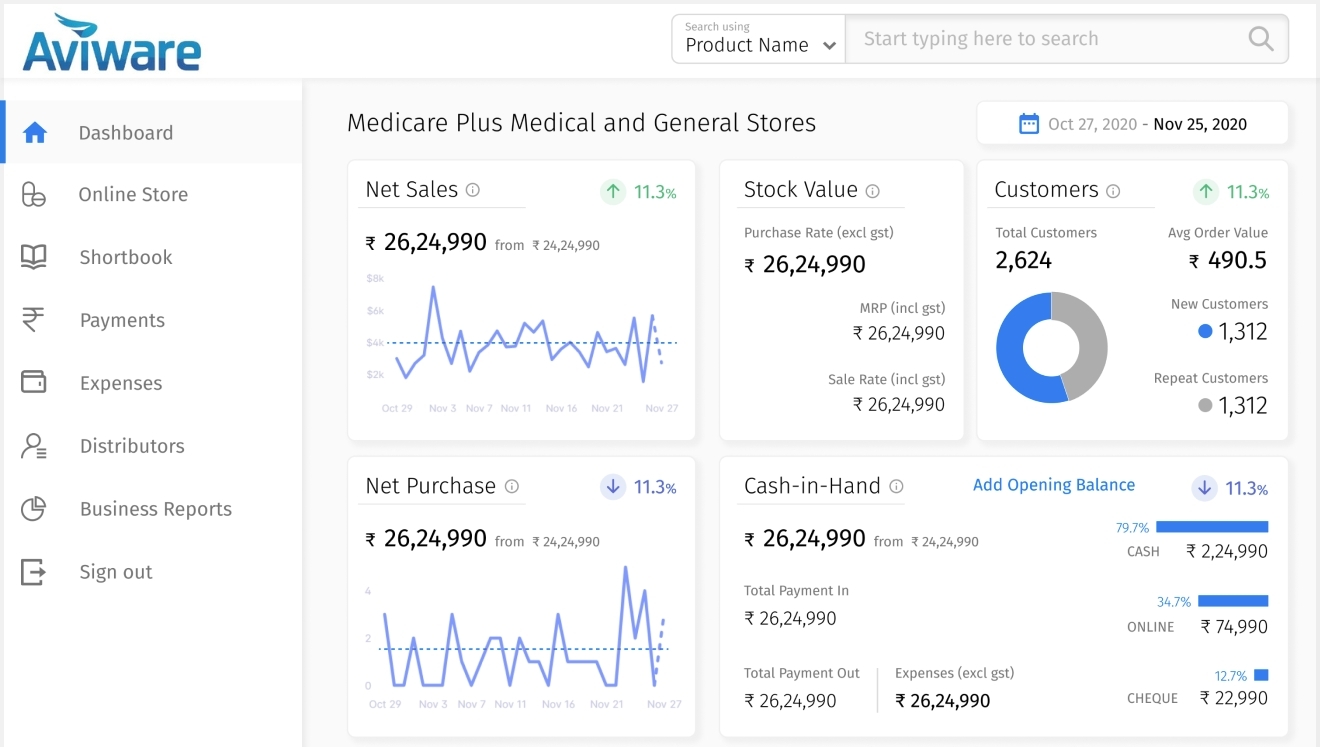 Aviware
Search using
Product Name
Start typing here to search
Dashboard
Online Store
Shortbook
Payments
Expenses
Distributors
Business Reports
Sign out
Medicare Plus Medical and General Stores
Oct 27, 2020 - Nov 25, 2020
Net Sales
11.3%
₹ 26,24,990 from ₹ 24,24,990
$8k
$6k
$4k
$2k
Oct 29 Nov 3 Nov 7 Nov 11 Nov 16 Nov 21 Nov 27
Stock Value
Purchase Rate (excl gst)
₹ 26,24,990
MRP (incl gst)
₹ 26,24,990
Sale Rate (incl gst)
₹ 26,24,990
Customers
11.3%
Total Customers
2,624
Avg Order Value
₹ 490.5
New Customers
1,312
Repeat Customers
1,312
Net Purchase
11.3%
₹ 26,24,990 from ₹ 24,24,990
4
2
0
Oct 29 Nov 3 Nov 7 Nov 11 Nov 16 Nov 21 Nov 27
Cash-in-Hand
Add Opening Balance
11.3%
₹ 26,24,990 from ₹ 24,24,990
Total Payment In
₹ 26,24,990
Total Payment Out
₹ 26,24,990
Expenses (excl gst)
₹ 26,24,990
79.7%
CASH ₹ 2,24,990
34.7%
ONLINE ₹ 74,990
12.7%
CHEQUE ₹ 22,990